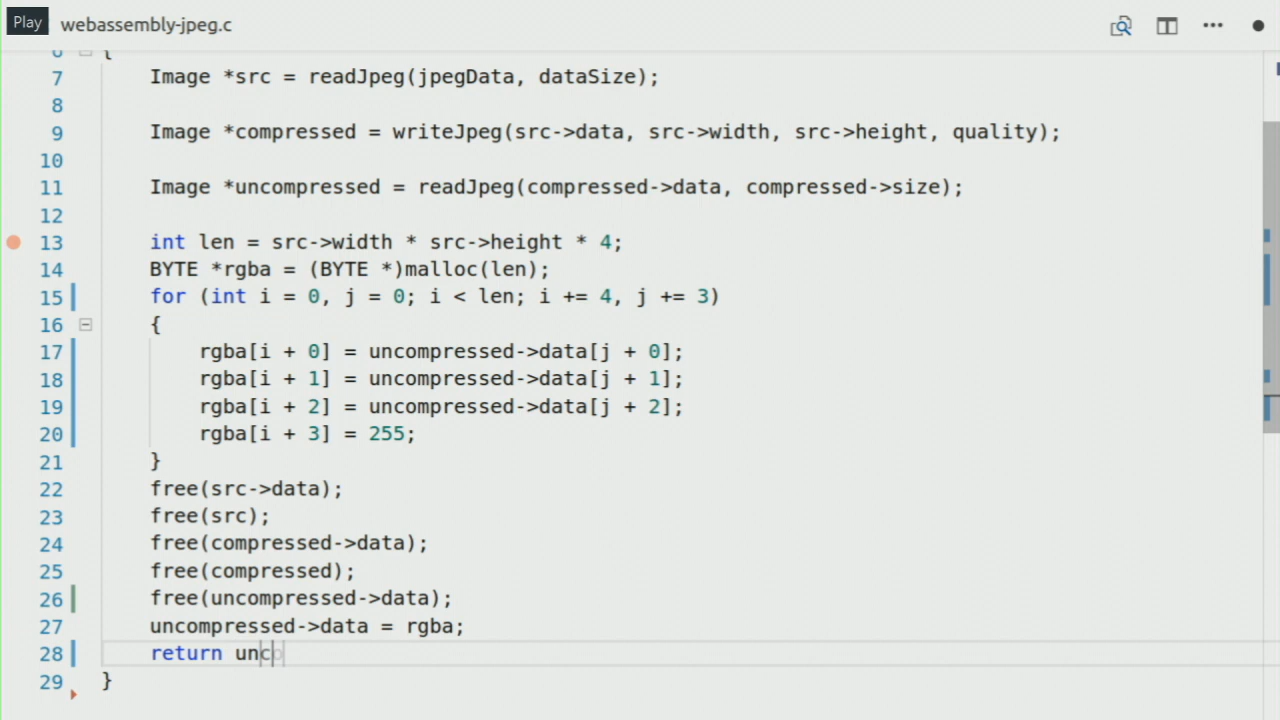 Play webassembly-jpeg.c
6 {
7 Image *src = readJpeg(jpegData, dataSize);
8
9 Image *compressed = writeJpeg(src->data, src->width, src->height, quality);
10
11 Image *uncompressed = readJpeg(compressed->data, compressed->size);
12
13 int len = src->width * src->height * 4;
14 BYTE *rgba = (BYTE *)malloc(len);
15 for (int i = 0, j = 0; i < len; i += 4, j += 3)
16 {
17 rgba[i + 0] = uncompressed->data[j + 0];
18 rgba[i + 1] = uncompressed->data[j + 1];
19 rgba[i + 2] = uncompressed->data[j + 2];
20 rgba[i + 3] = 255;
21 }
22 free(src->data);
23 free(src);
24 free(compressed->data);
25 free(compressed);
26 free(uncompressed->data);
27 uncompressed->data = rgba;
28 return unco
29 }